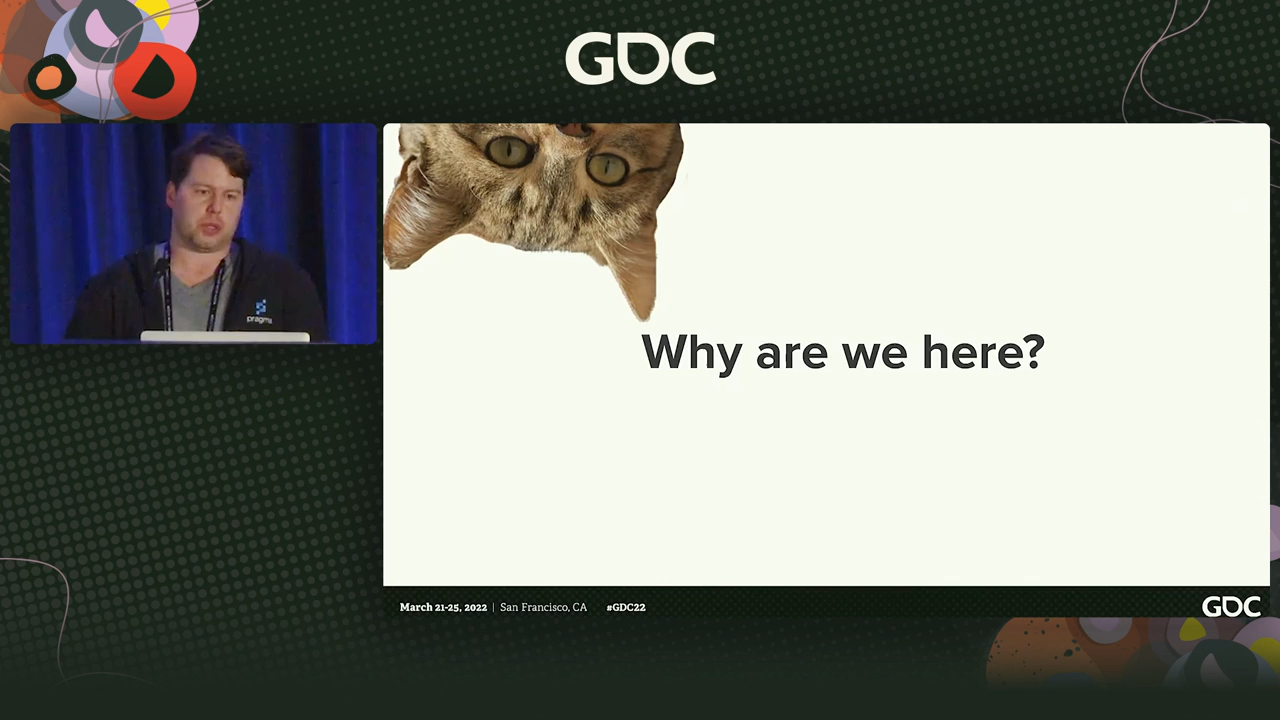 GDC
pragma
Why are we here?
March 21-25, 2022 | San Francisco, CA #GDC22
GDC